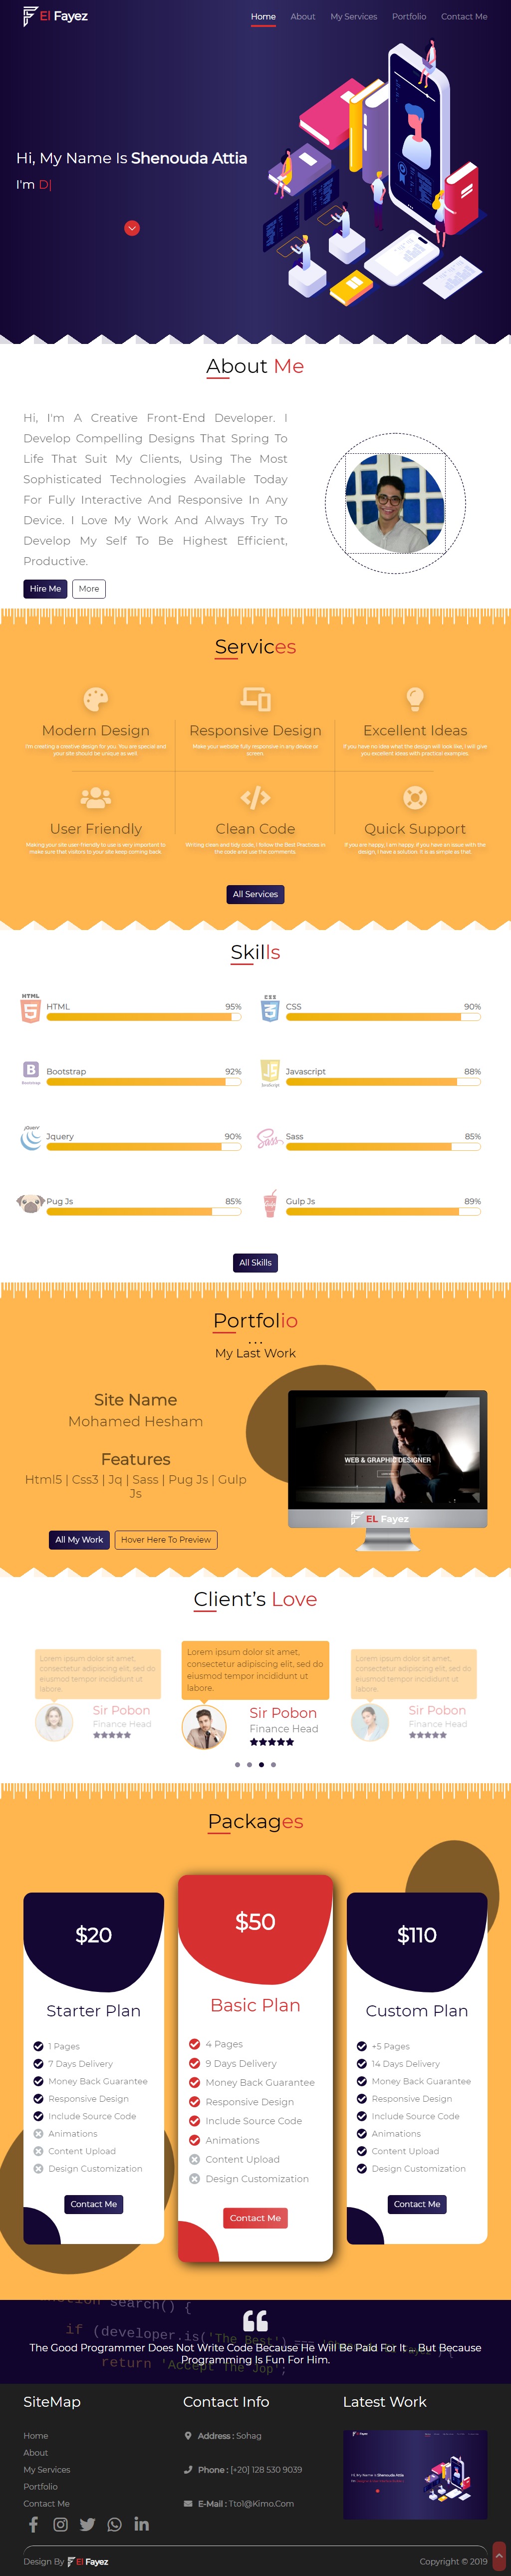 El Fayez
Home About My Services Portfolio Contact Me
Hi, My Name Is Shenouda Attia
I'm D|
About Me
Hi, I'm A Creative Front-End Developer. I
Develop Compelling Designs That Spring To
Life That Suit My Clients, Using The Most
Sophisticated Technologies Available Today
For Fully Interactive And Responsive In Any
Device. I Love My Work And Always Try To
Develop My Self To Be Highest Efficient,
Productive.
Hire Me More
Services
Modern Design
I'm creating a creative design for you. You are special and
your site should be unique as well.
Responsive Design
Make your website fully responsive in any device or
screen.
Excellent Ideas
If you have no idea what the design will look like, I will give
you excellent ideas with practical examples.
User Friendly
Making your site user-friendly to use is very important to
make sure that visitors to your site keep coming back.
Clean Code
Writing clean and tidy code, I follow the Best Practices in
the code and use the comments.
Quick Support
If you are happy, I am happy. If you have an issue with the
design, I have a solution. It is as simple as that.
All Services
Skills
HTML
HTML 95%
CSS
CSS 90%
Bootstrap
Bootstrap 92%
JavaScript
Javascript 88%
jQuery
Jquery 90%
Sass
Sass 85%
Pug Js 85%
Gulp Js 89%
All Skills
Portfolio
...
My Last Work
Site Name
Mohamed Hesham
Features
Html5 | Css3 | Jq | Sass | Pug Js | Gulp
Js
All My Work Hover Here To Preview
WEB & GRAPHIC DESIGNER
EL Fayez
Client's Love
Lorem ipsum dolor sit amet,
consectetur adipiscing elit, sed do
eiusmod tempor incididunt ut
labore.
Sir Pobon
Finance Head
Lorem ipsum dolor sit amet,
consectetur adipiscing elit, sed do
eiusmod tempor incididunt ut
labore.
Sir Pobon
Finance Head
Lorem ipsum dolor sit amet,
consectetur adipiscing elit, sed do
eiusmod tempor incididunt ut
labore.
Sir Pobon
Finance Head
Packages
$20
Starter Plan
1 Pages
7 Days Delivery
Money Back Guarantee
Responsive Design
Include Source Code
Animations
Content Upload
Design Customization
Contact Me
$50
Basic Plan
4 Pages
9 Days Delivery
Money Back Guarantee
Responsive Design
Include Source Code
Animations
Content Upload
Design Customization
Contact Me
$110
Custom Plan
+5 Pages
14 Days Delivery
Money Back Guarantee
Responsive Design
Include Source Code
Animations
Content Upload
Design Customization
Contact Me
search() {
if (developer.is('The Best')
return 'Accept The Jop';
The Good Programmer Does Not Write Code Because He Will Be Paid For It .. But Because
Programming Is Fun For Him.
SiteMap
Home
About
My Services
Portfolio
Contact Me
Contact Info
Address : Sohag
Phone : [+20] 128 530 9039
E-Mail : Tto1@Kimo.Com
Latest Work
Design By El Fayez
Copyright © 2019